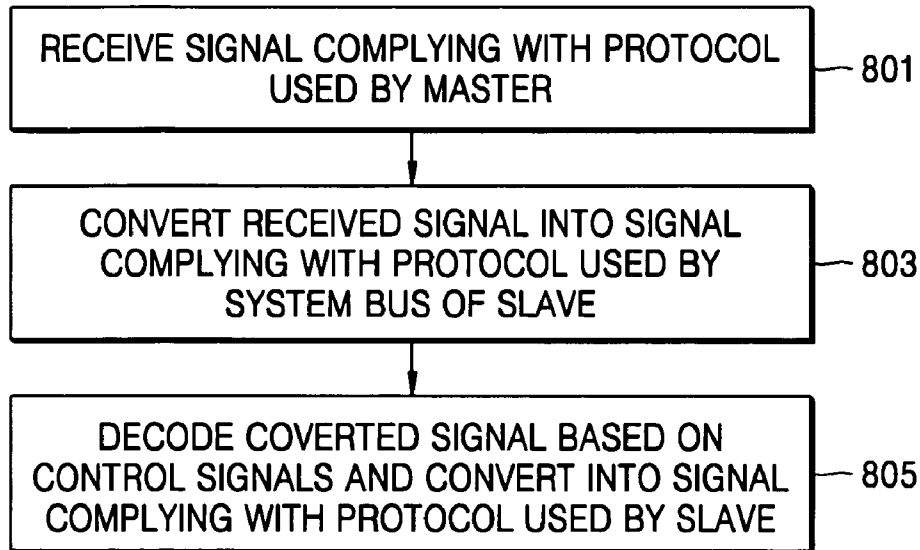 RECEIVE SIGNAL COMPLYING WITH PROTOCOL
USED BY MASTER
801
CONVERT RECEIVED SIGNAL INTO SIGNAL
COMPLYING WITH PROTOCOL USED BY
SYSTEM BUS OF SLAVE
803
DECODE COVERTED SIGNAL BASED ON
CONTROL SIGNALS AND CONVERT INTO SIGNAL
COMPLYING WITH PROTOCOL USED BY SLAVE
805